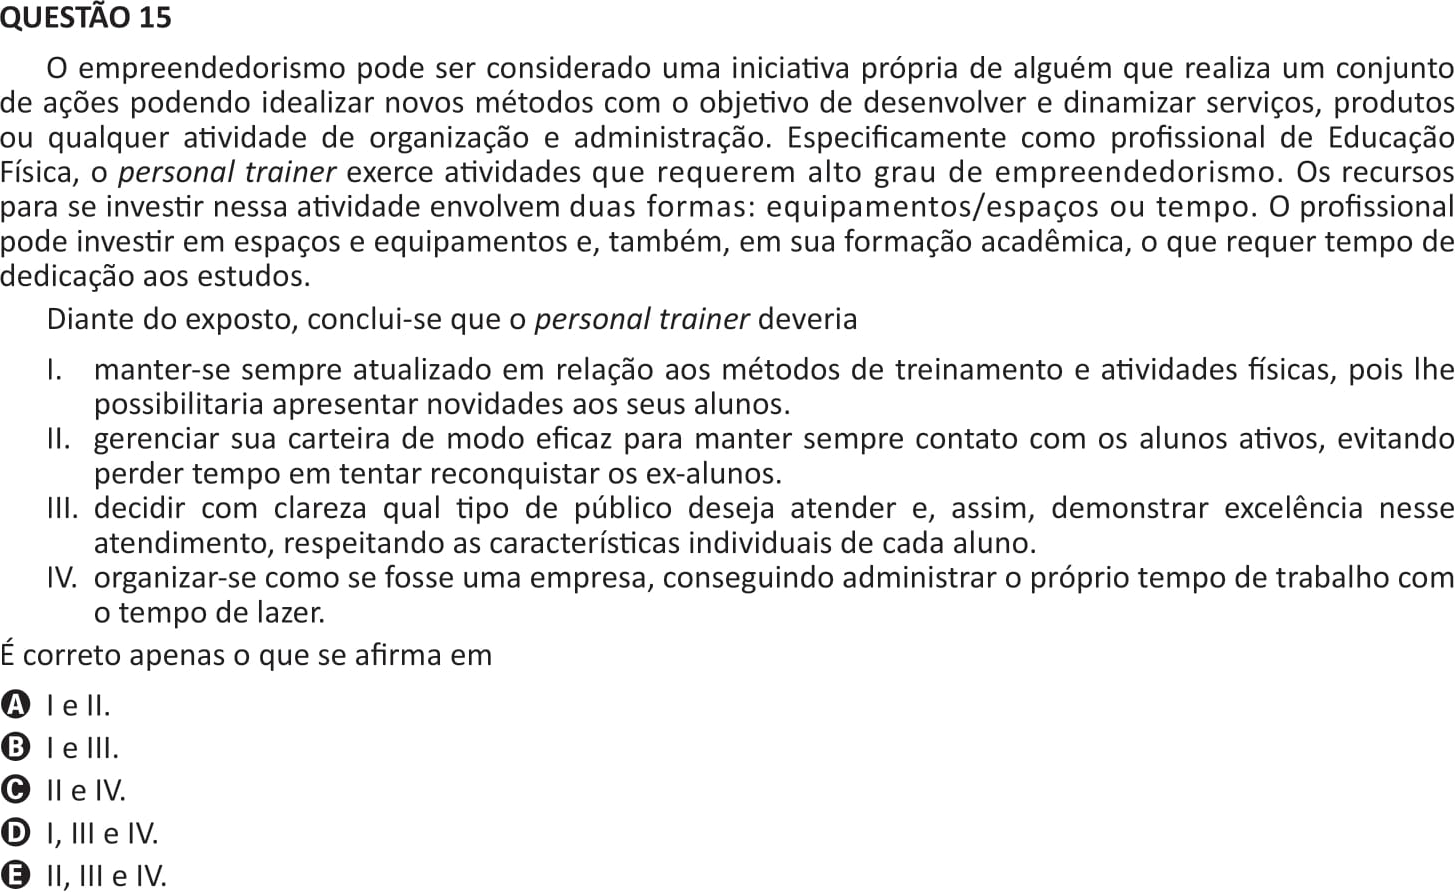 QUESTÃO 15
O empreendedorismo pode ser considerado uma iniciativa própria de alguém que realiza um conjunto
de ações podendo idealizar novos métodos com o objetivo de desenvolver e dinamizar serviços, produtos
ou qualquer atividade de organização e administração. Especificamente como profissional de Educação
Física, o personal trainer exerce atividades que requerem alto grau de empreendedorismo. Os recursos
para se investir nessa atividade envolvem duas formas: equipamentos/espaços ou tempo. O profissional
pode investir em espaços e equipamentos e, também, em sua formação acadêmica, o que requer tempo de
dedicação aos estudos.
Diante do exposto, conclui-se que o personal trainer deveria
I. manter-se sempre atualizado em relação aos métodos de treinamento e atividades físicas, pois lhe
possibilitaria apresentar novidades aos seus alunos.
II. gerenciar sua carteira de modo eficaz para manter sempre contato com os alunos ativos, evitando
perder tempo em tentar reconquistar os ex-alunos.
III. decidir com clareza qual tipo de público deseja atender e, assim, demonstrar excelência nesse
atendimento, respeitando as características individuais de cada aluno.
IV. organizar-se como se fosse uma empresa, conseguindo administrar o próprio tempo de trabalho com
o tempo de lazer.
É correto apenas o que se afirma em
A I e II.
B I e III.
C II e IV.
D I, III e IV.
E II, III e IV.